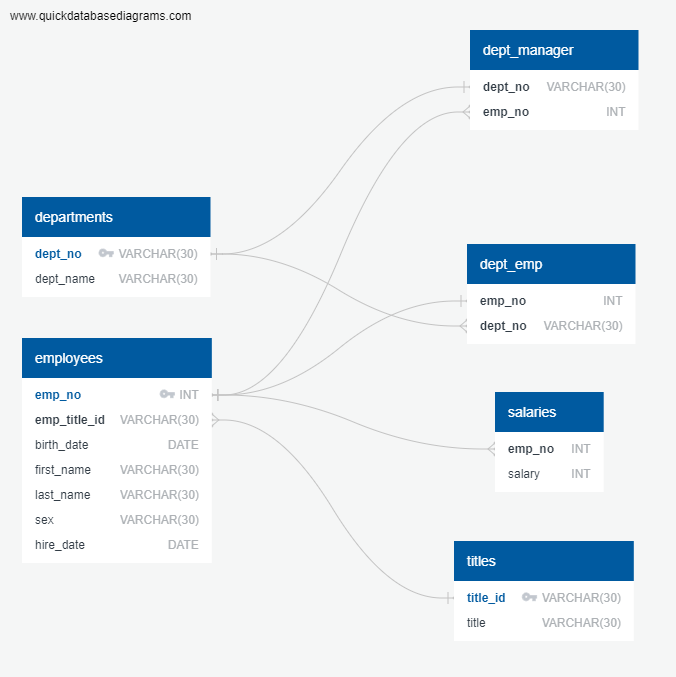 www.quickdatabasediagrams.com
dept_manager
dept_no VARCHAR(30)
emp_no INT
departments
dept_no VARCHAR(30)
dept_name VARCHAR(30)
dept_emp
emp_no INT
dept_no VARCHAR(30)
employees
emp_no INT
emp_title_id VARCHAR(30)
birth_date DATE
first_name VARCHAR(30)
last_name VARCHAR(30)
sex VARCHAR(30)
hire_date DATE
salaries
emp_no INT
salary INT
titles
title_id VARCHAR(30)
title VARCHAR(30)